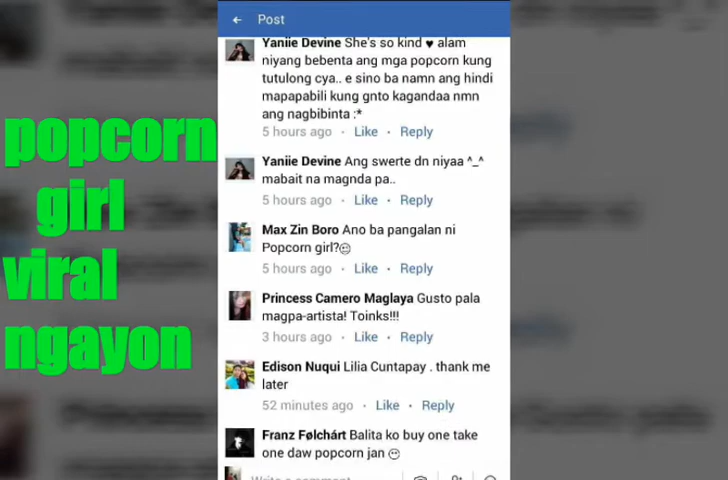 Post
popcorn
girl
viral
ngayon
Yaniie Devine She's so kind ♥ alam
niyang bebenta ang mga popcorn kung
tutulong cya.. e sino ba namn ang hindi
mapapabili kung gnto kagandaa nmn
ang nagbibinta :*
5 hours ago · Like · Reply
Yaniie Devine Ang swerte dn niyaa ^_^
mabait na magnda pa..
5 hours ago · Like · Reply
Max Zin Boro Ano ba pangalan ni
Popcorn girl?
5 hours ago · Like · Reply
Princess Camero Maglaya Gusto pala
magpa-artista! Toinks!!!
3 hours ago · Like · Reply
Edison Nuqui Lilia Cuntapay . thank me
later
52 minutes ago · Like · Reply
Franz Følchárt Balita ko buy one take
one daw popcorn jan
Write a comment